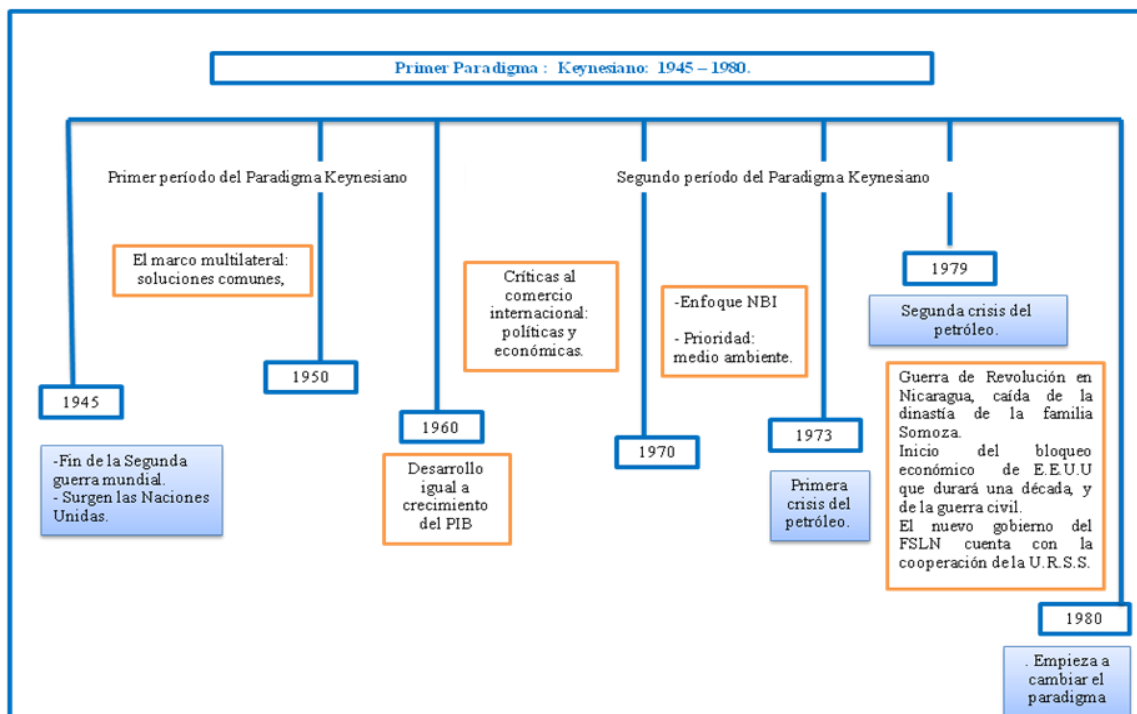 Primer Paradigma : Keynesiano: 1945 – 1980.
Primer período del Paradigma Keynesiano
Segundo período del Paradigma Keynesiano
El marco multilateral:
soluciones comunes,
1945
-Fin de la Segunda
guerra mundial.
- Surgen las Naciones
Unidas.
1950
1960
Desarrollo
igual a
crecimiento
del PIB
Críticas al
comercio
internacional:
políticas y
económicas.
1970
-Enfoque NBI
- Prioridad:
medio ambiente.
1973
Primera
crisis del
petróleo.
1979
Segunda crisis del
petróleo.
Guerra de Revolución en
Nicaragua, caída de la
dinastía de la familia
Somoza.
Inicio del bloqueo
económico de E.E.U.U
que durará una década, y
de la guerra civil.
El nuevo gobierno del
FSLN cuenta con la
cooperación de la U.R.S.S.
1980
. Empieza a
cambiar el
paradigma